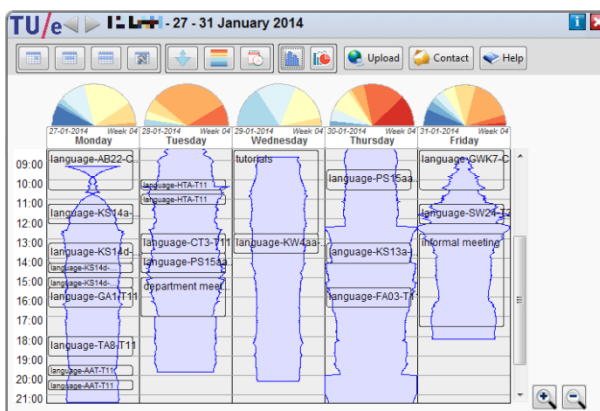 TU/e - 27 - 31 January 2014
Upload Contact Help
27-01-2014 Week 04 28-01-2014 Week 04 29-01-2014 Week 04 30-01-2014 Week 04 31-01-2014 Week 04
Monday Tuesday Wednesday Thursday Friday
09:00
10:00
11:00
12:00
13:00
14:00
15:00
16:00
18:00
19:00
20:00
21:00
language-AB22-C
language-KS14a-
language-KS14d-
language-KS14d-...
language-KS14d-...
language-GA1-T11
language-TA8-T11
language-AAT-T11
language-AAT-T11
language-HTA-T11
language-HTA-T11
language-CT3-T11
language-PS15aa
department meet
tutorials
language-KW4aa-
language-PS15aa
language-KS13a-
language-FA03-T1
language-GWK7-C
language-SW24-T2
informal meeting